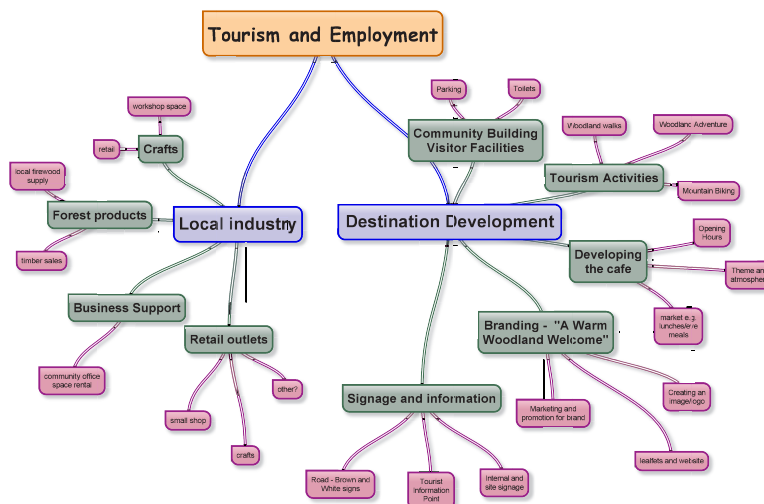 Tourism and Employment
Parking
Toilets
workshop space
Community Building
Visitor Facilities
Woodland walks
Woodland Adventure
retail
Crafts
local firewood
supply
Tourism Activities
Mountain Biking
Forest products
Local industry
Destination Development
Opening
Hours
timber sales
Developing
the cafe
Theme and
Business Support
market e.g.
lunches/eve
meals
Retail outlets
Branding - "A Warm
Woodland Welcome"
community office
space rental
other?
Signage and information
Creating an
image/logo
small shop
Marketing and
promotion for brand
crafts
leaflets and website
Road - Brown and
White signs
Tourist
Information
Point
Internal and
site signage